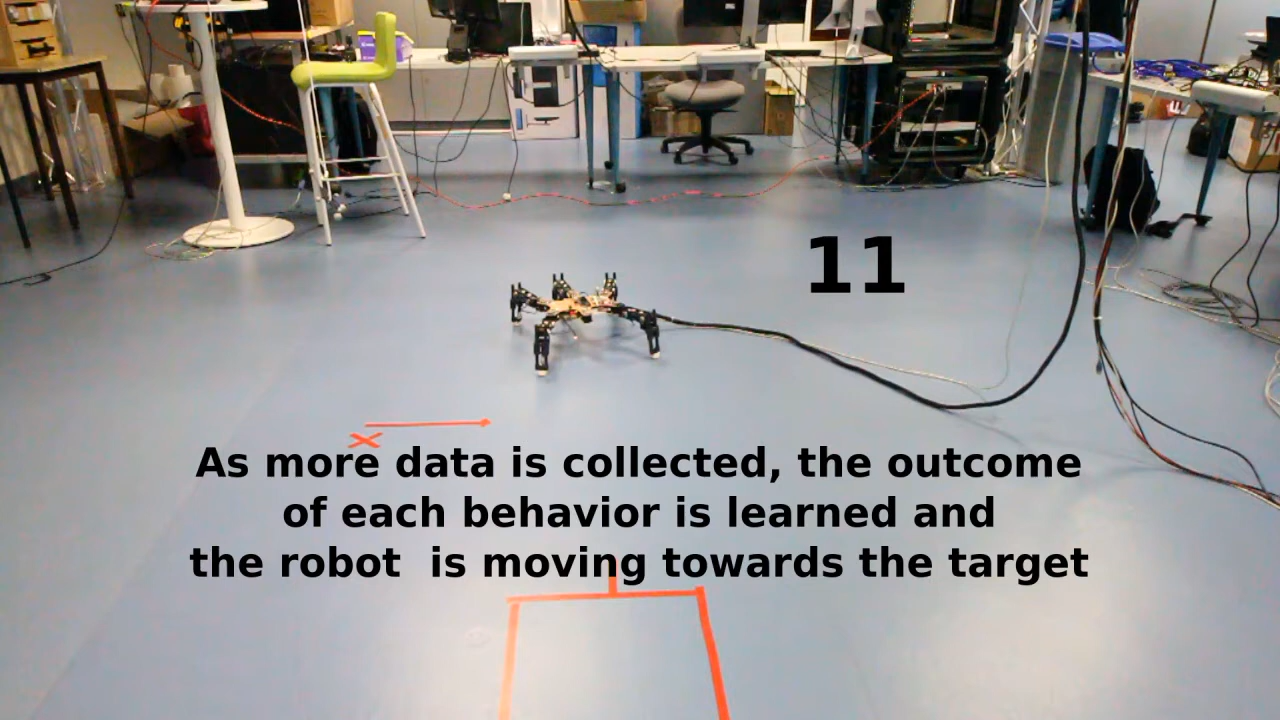 11
As more data is collected, the outcome
of each behavior is learned and
the robot  is moving towards the target